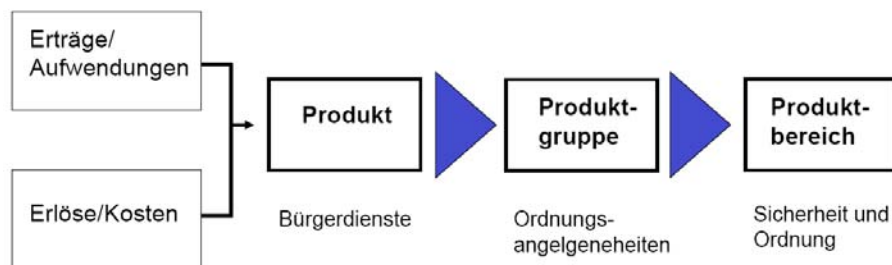 Erträge/
Aufwendungen
Erlöse/Kosten
Produkt
Bürgerdienste
Produkt-
gruppe
Ordnungs-
angelgeneheiten
Produkt-
bereich
Sicherheit und
Ordnung